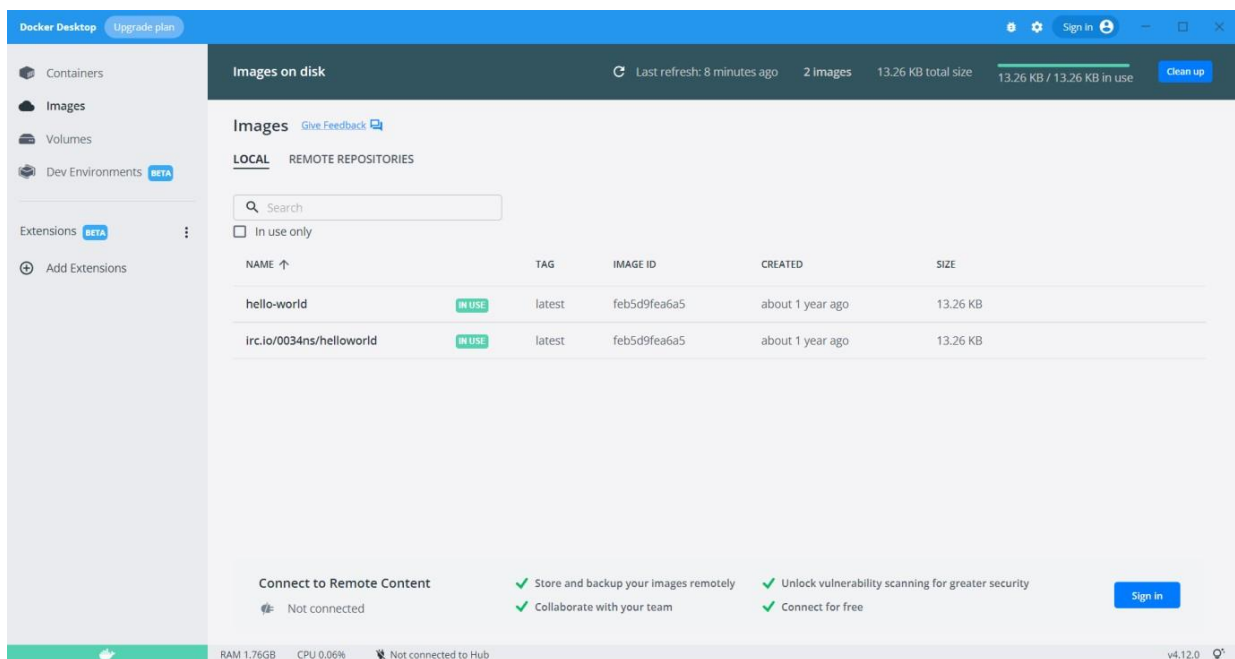 Docker Desktop Upgrade plan Sign in
Containers
Images
Volumes
Dev Environments BETA
Extensions BETA
Add Extensions
Images on disk Last refresh: 8 minutes ago 2 images 13.26 KB total size 13.26 KB / 13.26 KB in use Clean up
Images Give Feedback
LOCAL REMOTE REPOSITORIES
Search
In use only
NAME TAG IMAGE ID CREATED SIZE
hello-world IN USE latest feb5d9fea6a5 about 1 year ago 13.26 KB
irc.io/0034ns/helloworld IN USE latest feb5d9fea6a5 about 1 year ago 13.26 KB
Connect to Remote Content
Not connected
Store and backup your images remotely
Collaborate with your team
Unlock vulnerability scanning for greater security
Connect for free
Sign in
RAM 1.76GB CPU 0.06% Not connected to Hub v4.12.0